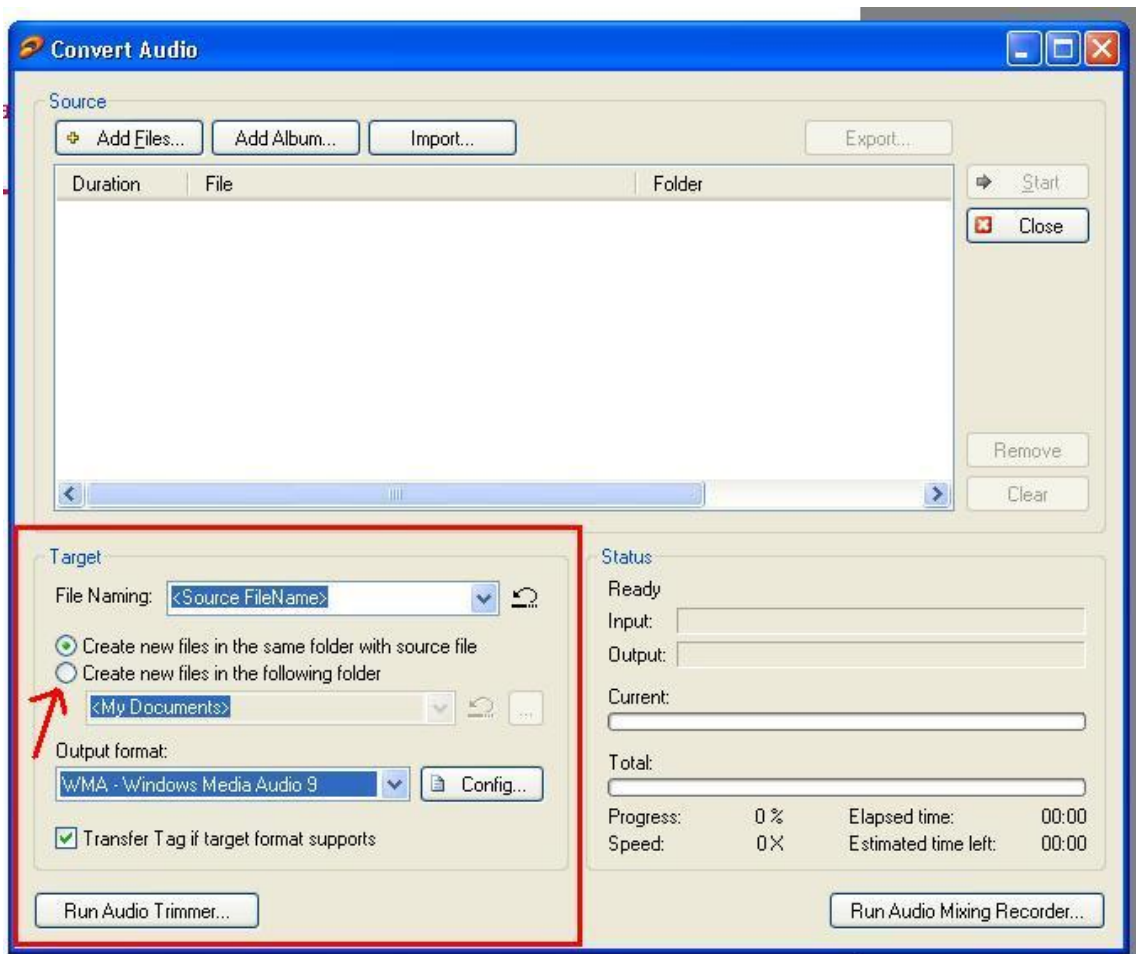 Convert Audio
Source
Add Files...
Add Album...
Import...
Export...
Duration
File
Folder
Start
Close
Remove
Clear
Target
File Naming:
<Source FileName>
Create new files in the same folder with source file
Create new files in the following folder
<My Documents>
...
Output format:
WMA - Windows Media Audio 9
Config...
Transfer Tag if target format supports
Run Audio Trimmer...
Status
Ready
Input:
Output:
Current:
Total:
Progress: 0 % Elapsed time: 00:00
Speed: 0X Estimated time left: 00:00
Run Audio Mixing Recorder...